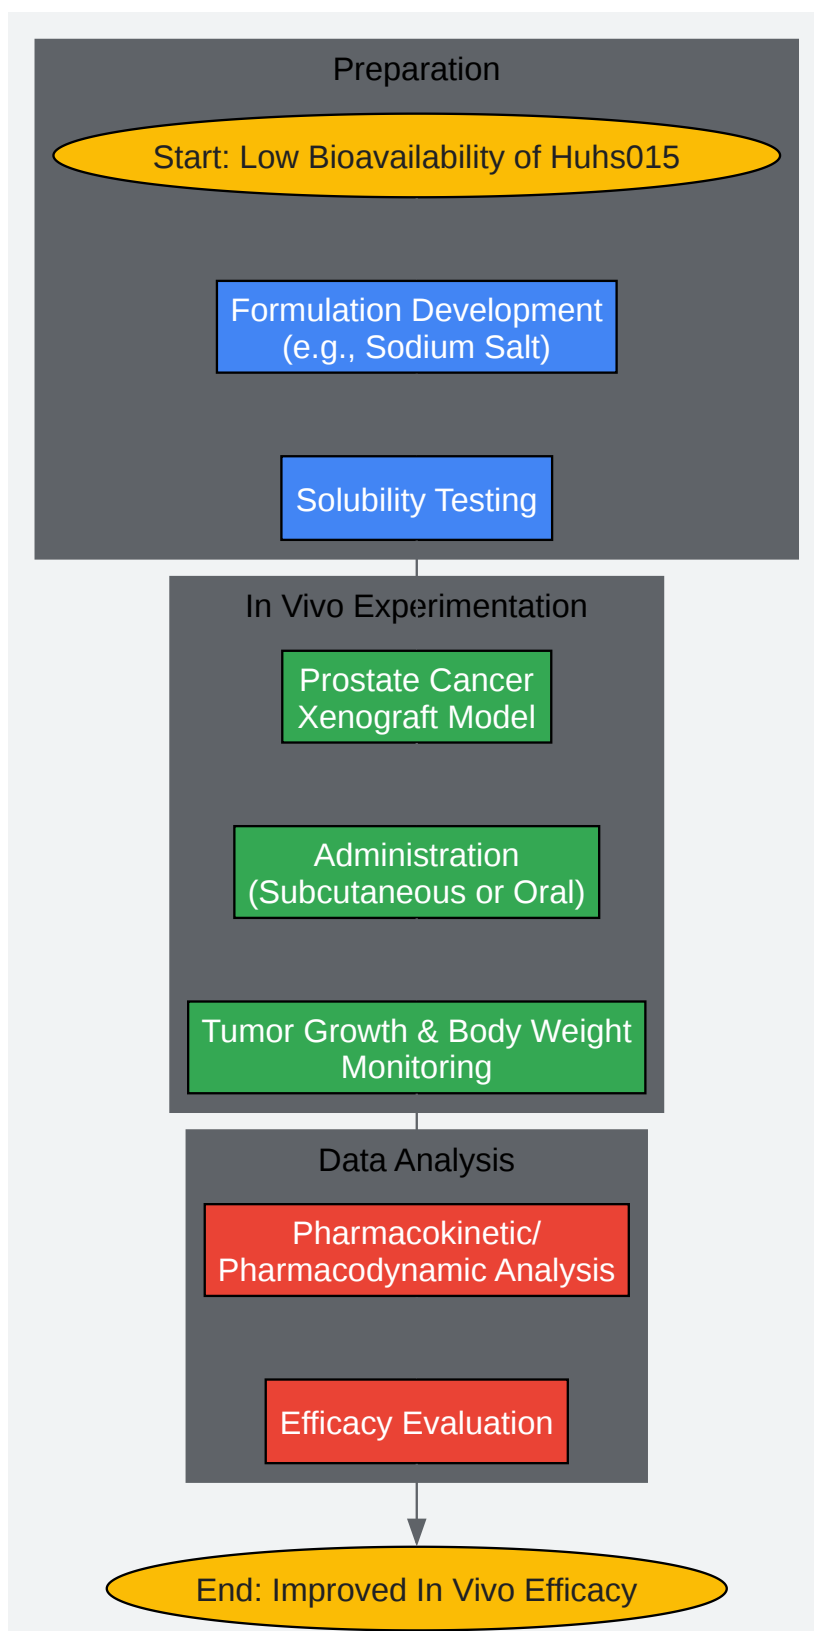 Preparation
Start: Low Bioavailability of Huhs015
Formulation Development
(e.g., Sodium Salt)
Solubility Testing
In Vivo Experimentation
Prostate Cancer
Xenograft Model
Administration
(Subcutaneous or Oral)
Tumor Growth & Body Weight
Monitoring
Data Analysis
Pharmacokinetic/
Pharmacodynamic Analysis
Efficacy Evaluation
End: Improved In Vivo Efficacy